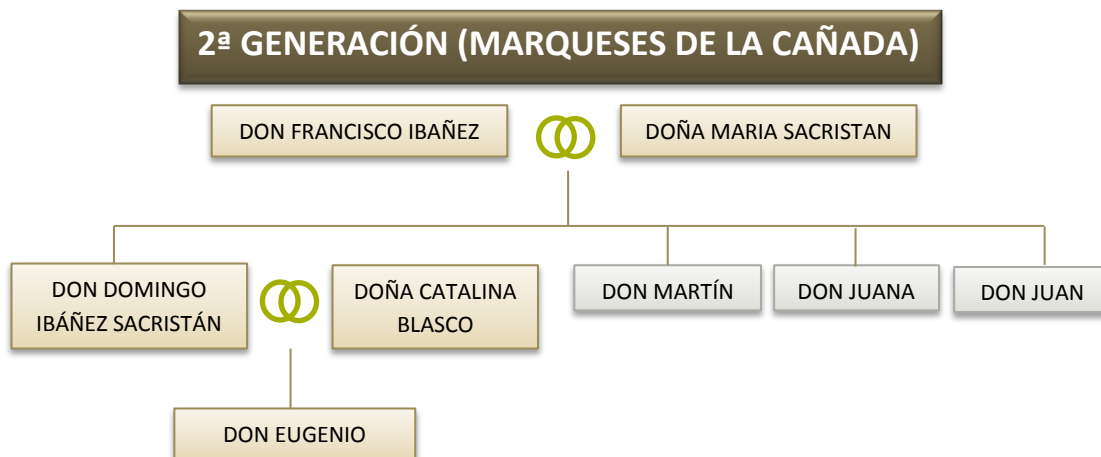 2ª GENERACIÓN (MARQUESES DE LA CAÑADA)
DON FRANCISCO IBAÑEZ
DOÑA MARIA SACRISTAN
DON DOMINGO
IBÁÑEZ SACRISTÁN
DOÑA CATALINA
BLASCO
DON MARTÍN
DON JUANA
DON JUAN
DON EUGENIO